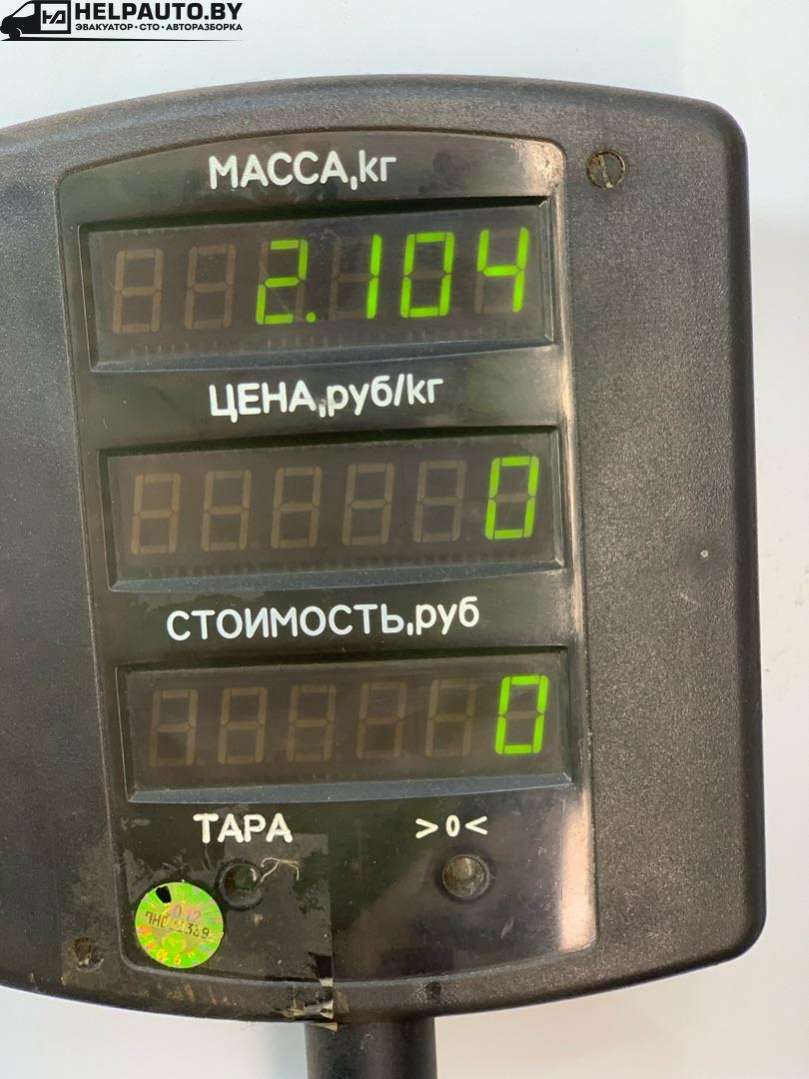 HELPAUTO.BY
ЭВАКУАТОР • СТО • АВТОРАЗБОРКА
МАССА,кг
2.104
ЦЕНА,руб/кг
0
СТОИМОСТЬ,руб
0
ТАРА >0<